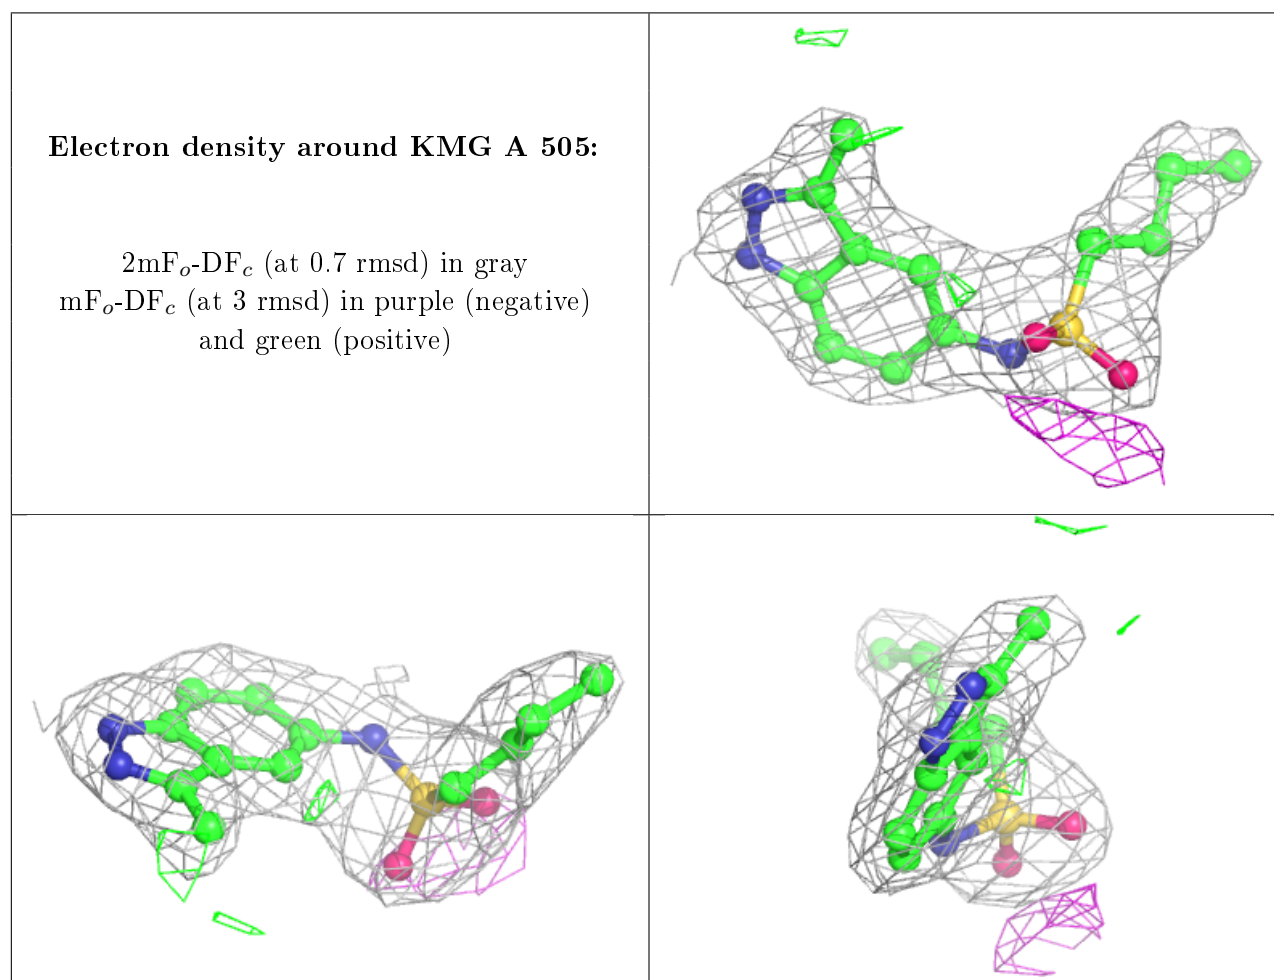 Electron density around KMG A 505:
2mFo-DFc (at 0.7 rmsd) in gray
mFo-DFc (at 3 rmsd) in purple (negative)
and green (positive)